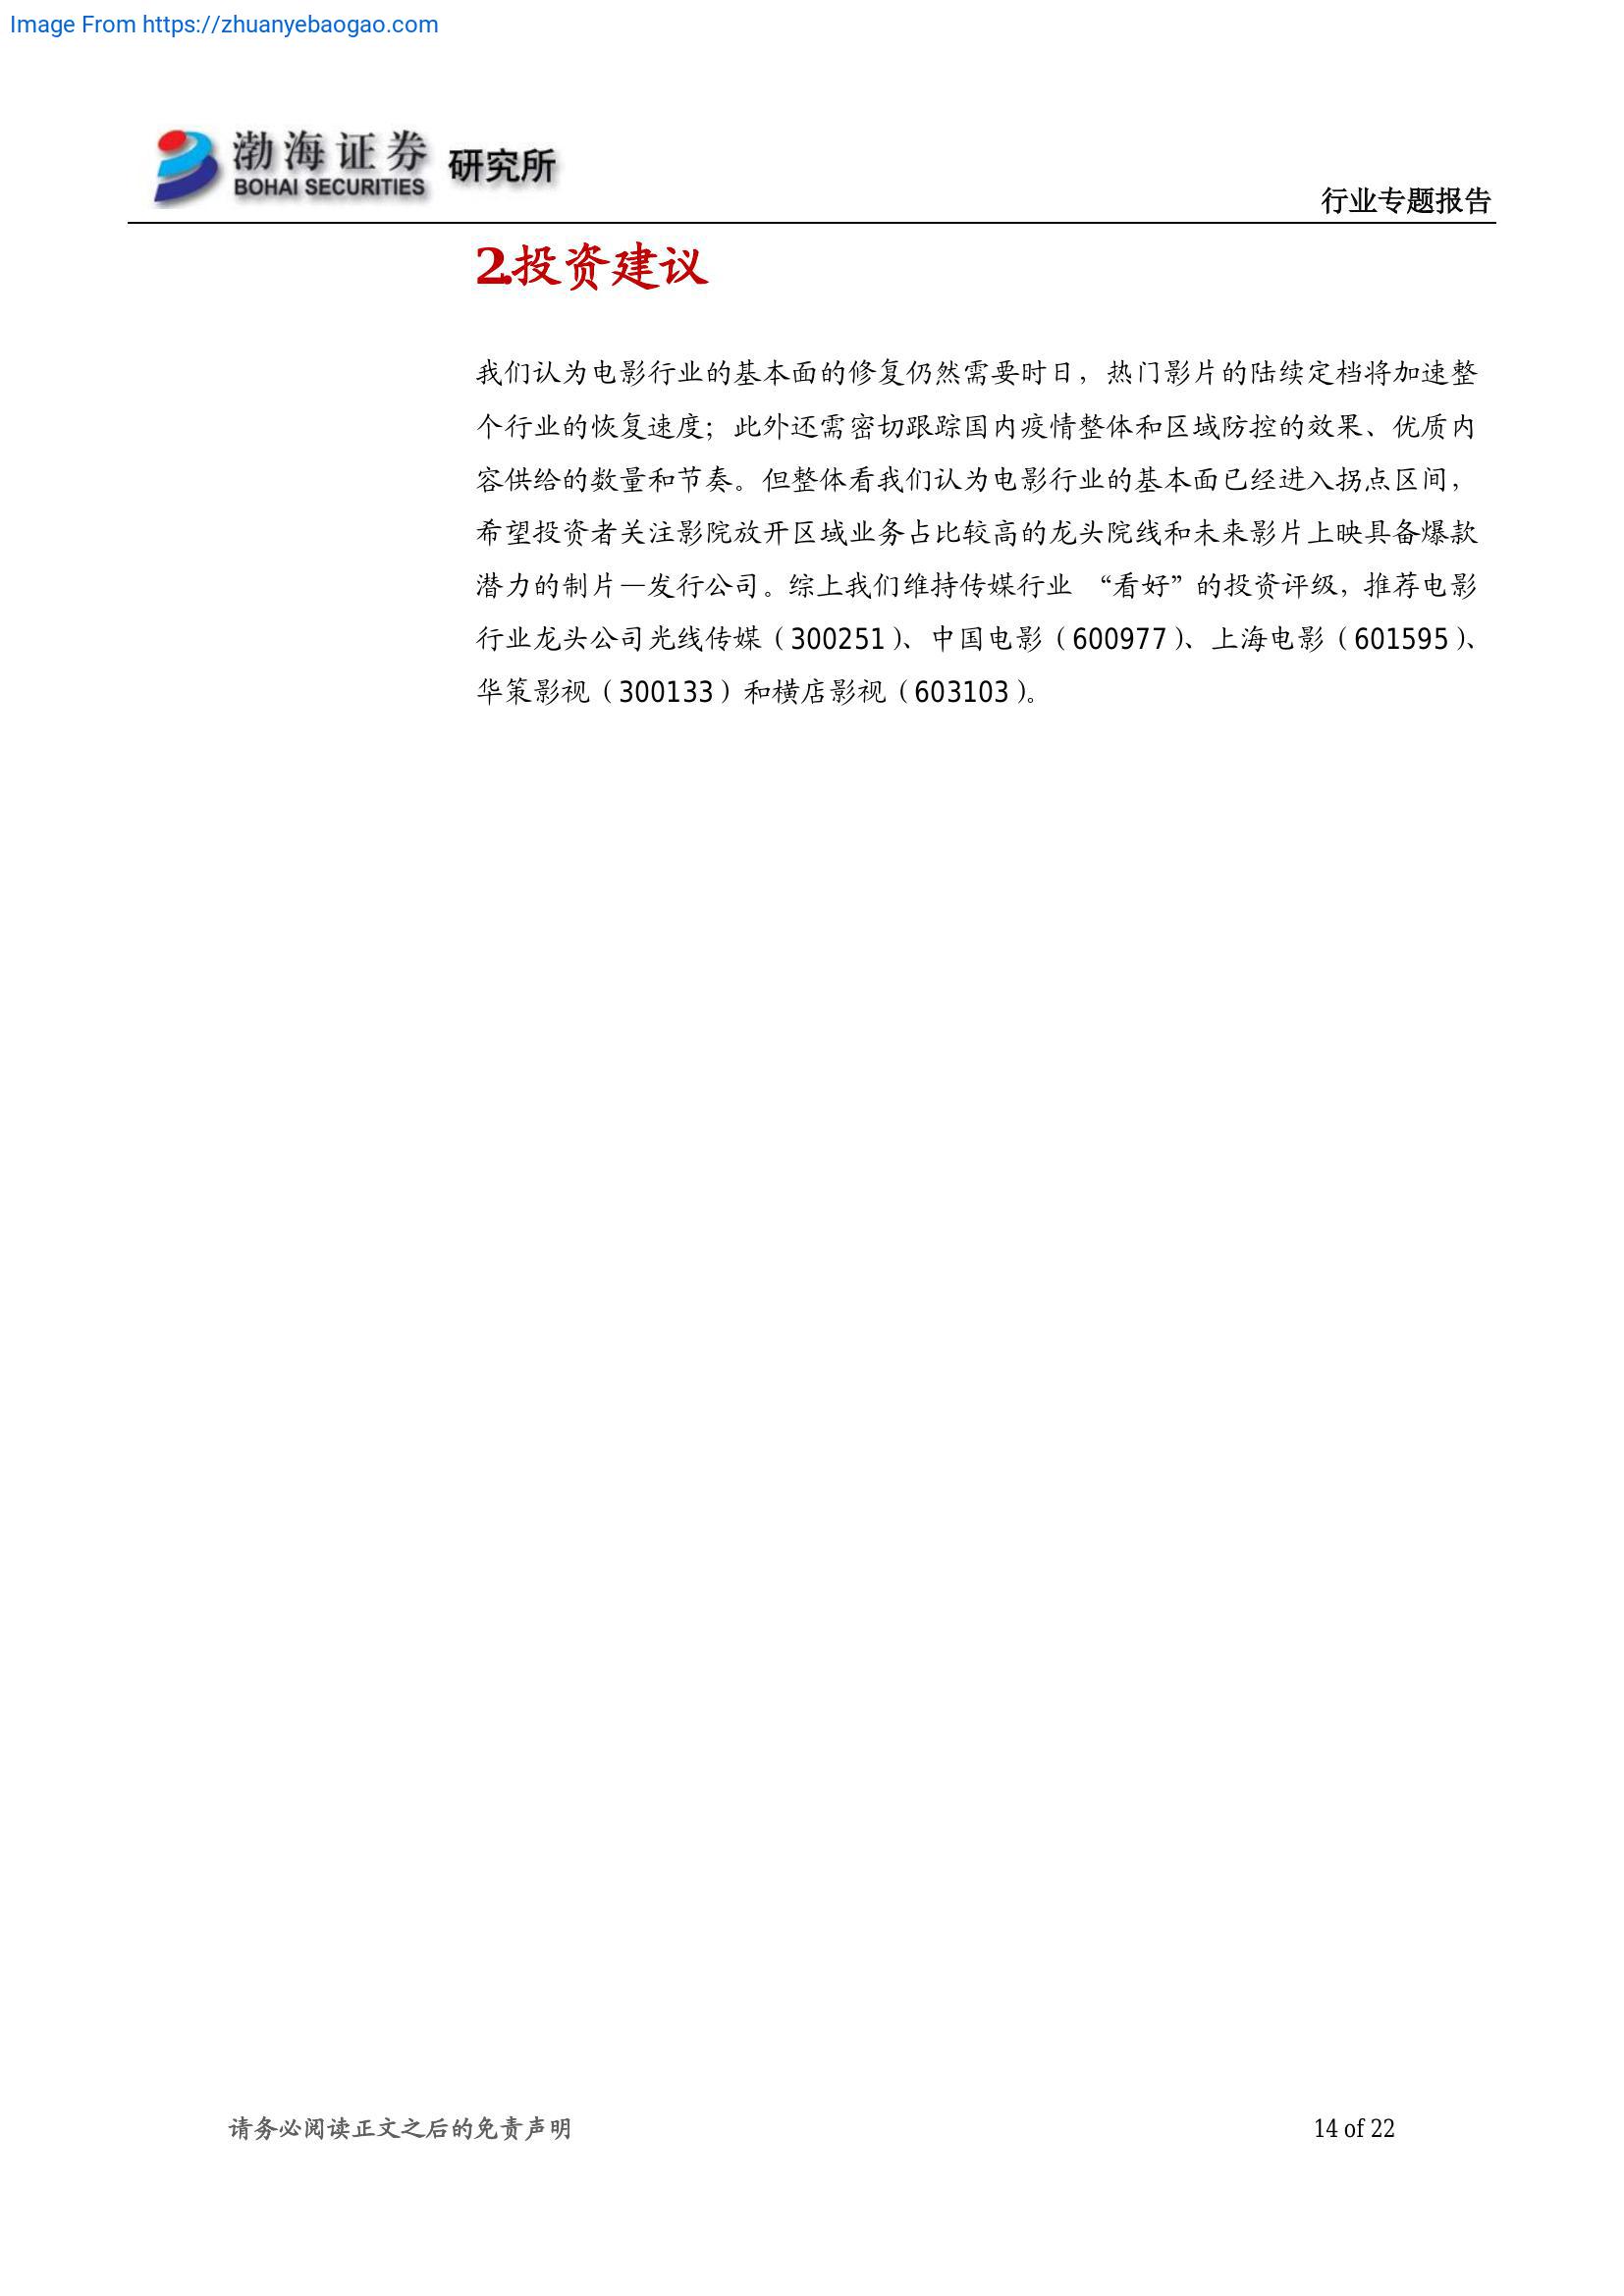 Image From https://zhuanyebaogao.com
渤海证券 研究所
BOHAI SECURITIES
行业专题报告
2.投资建议
我们认为电影行业的基本面的修复仍然需要时日，热门影片的陆续定档将加速整
个行业的恢复速度；此外还需密切跟踪国内疫情整体和区域防控的效果、优质内
容供给的数量和节奏。但整体看我们认为电影行业的基本面已经进入拐点区间，
希望投资者关注影院放开区域业务占比较高的龙头院线和未来影片上映具备爆款
潜力的制片—发行公司。综上我们维持传媒行业 “看好”的投资评级，推荐电影
行业龙头公司光线传媒（300251）、中国电影（600977）、上海电影（601595）、
华策影视（300133）和横店影视（603103）。
请务必阅读正文之后的免责声明
14 of 22